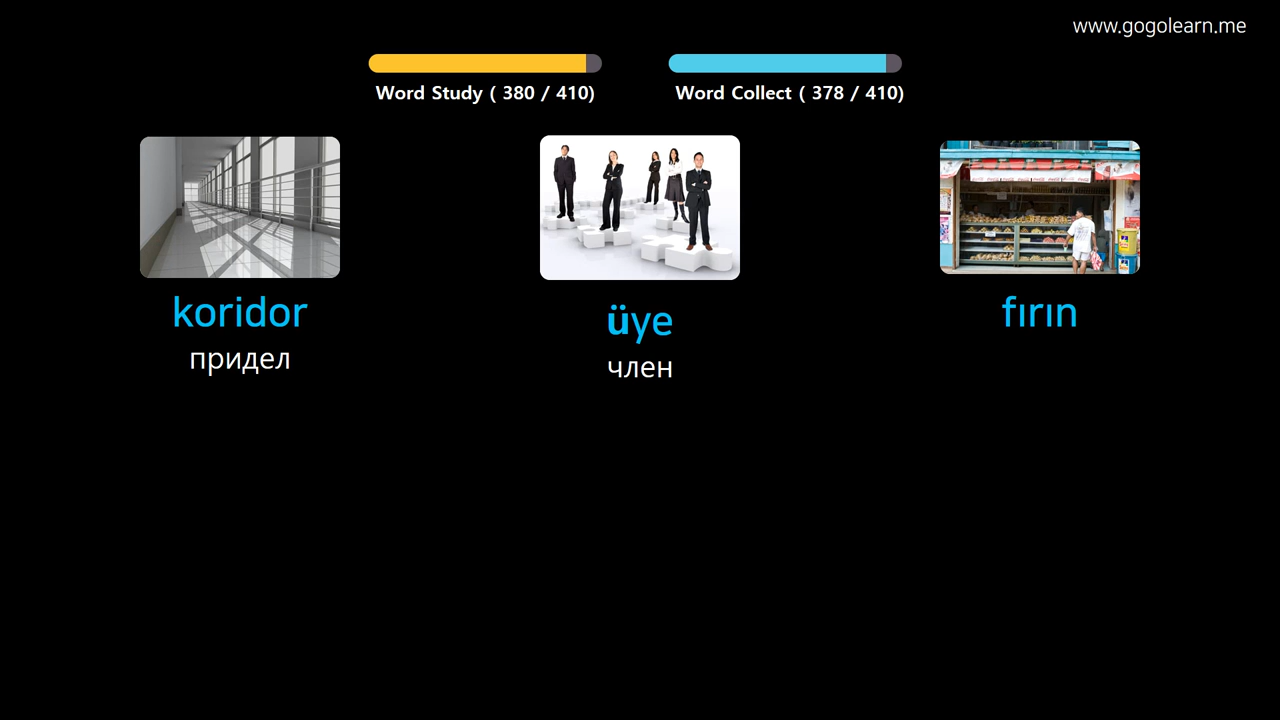 www.gogolearn.me
Word Study ( 380 / 410)
Word Collect ( 378 / 410)
koridor
придел
üye
член
fırın